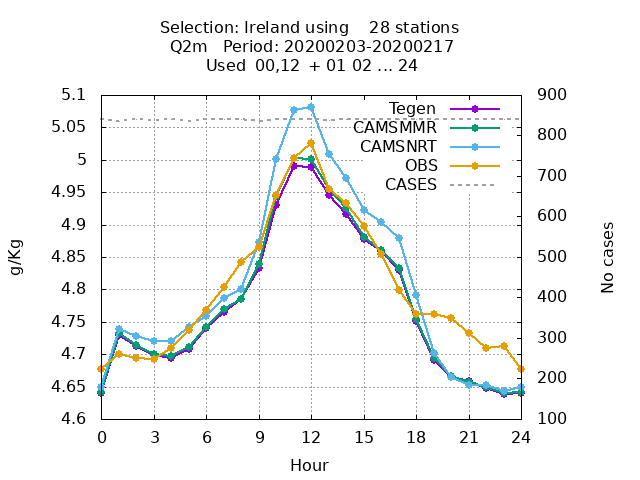 Selection: Ireland using    28 stations
Q2m   Period: 20200203-20200217
Used  00,12  + 01 02 ... 24
5.1
5.05
5
4.95
4.9
4.85
4.8
4.75
4.7
4.65
4.6
g/Kg
Tegen
CAMSMMR
CAMSNRT
OBS
CASES
900
800
700
600
500
400
300
200
100
No cases
0 3 6 9 12 15 18 21 24
Hour